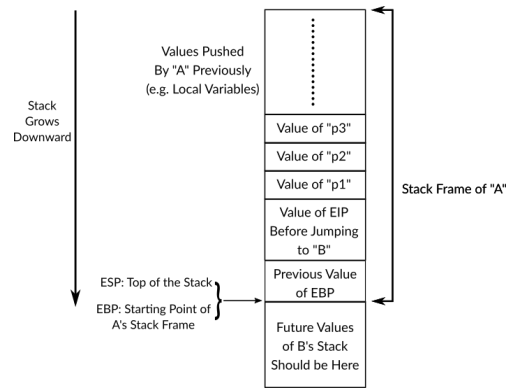 Values Pushed
By "A" Previously
(e.g. Local Variables)
Stack
Grows
Downward
Value of "p3"
Value of "p2"
Value of "p1"
Stack Frame of "A"
Value of EIP
Before Jumping
to "B"
Previous Value
of EBP
ESP: Top of the Stack
EBP: Starting Point of
A's Stack Frame
Future Values
of B's Stack
Should be Here